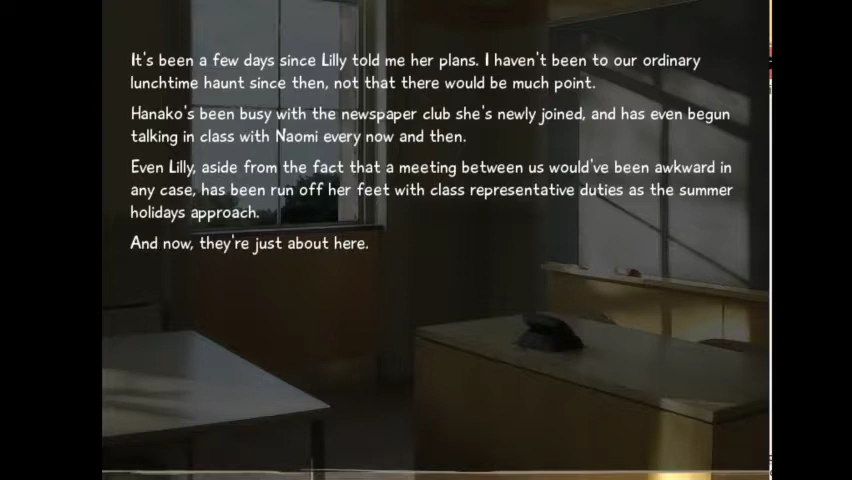 It's been a few days since Lilly told me her plans. I haven't been to our ordinary
lunchtime haunt since then, not that there would be much point.
Hanako's been busy with the newspaper club she's newly joined, and has even begun
talking in class with Naomi every now and then.
Even Lilly, aside from the fact that a meeting between us would've been awkward in
any case, has been run off her feet with class representative duties as the summer
holidays approach.
And now, they're just about here.